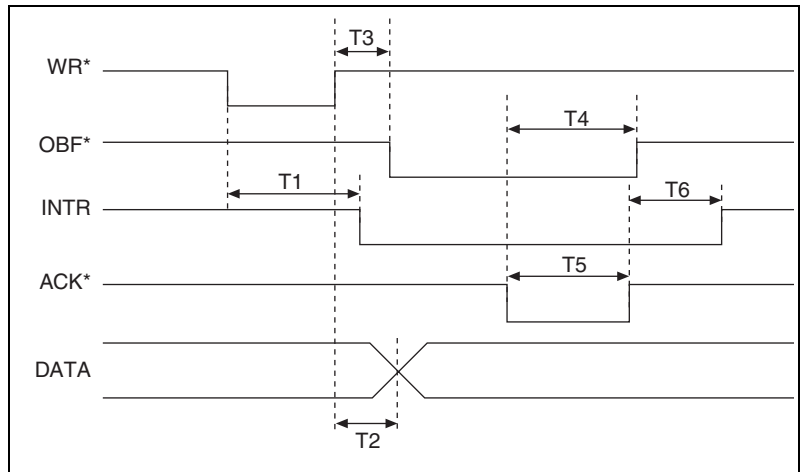 T3
WR*
T4
OBF*
T1
T6
INTR
T5
ACK*
DATA
T2